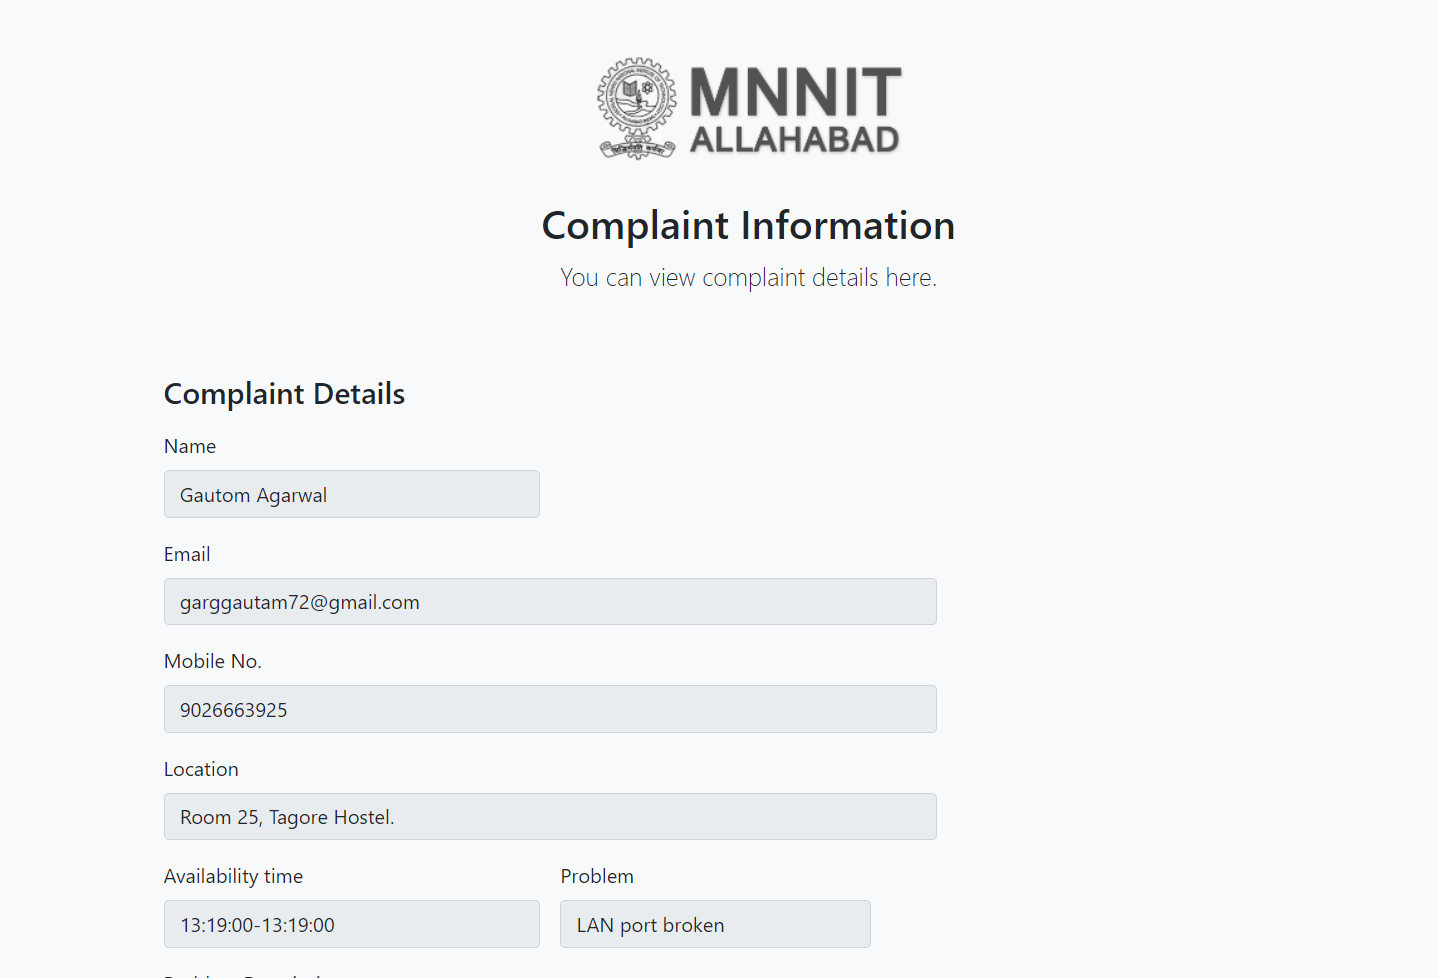 MNNIT
ALLAHABAD
Complaint Information
You can view complaint details here.
Complaint Details
Name
Gautom Agarwal
Email
garggautam72@gmail.com
Mobile No.
9026663925
Location
Room 25, Tagore Hostel.
Availability time Problem
13:19:00-13:19:00 LAN port broken